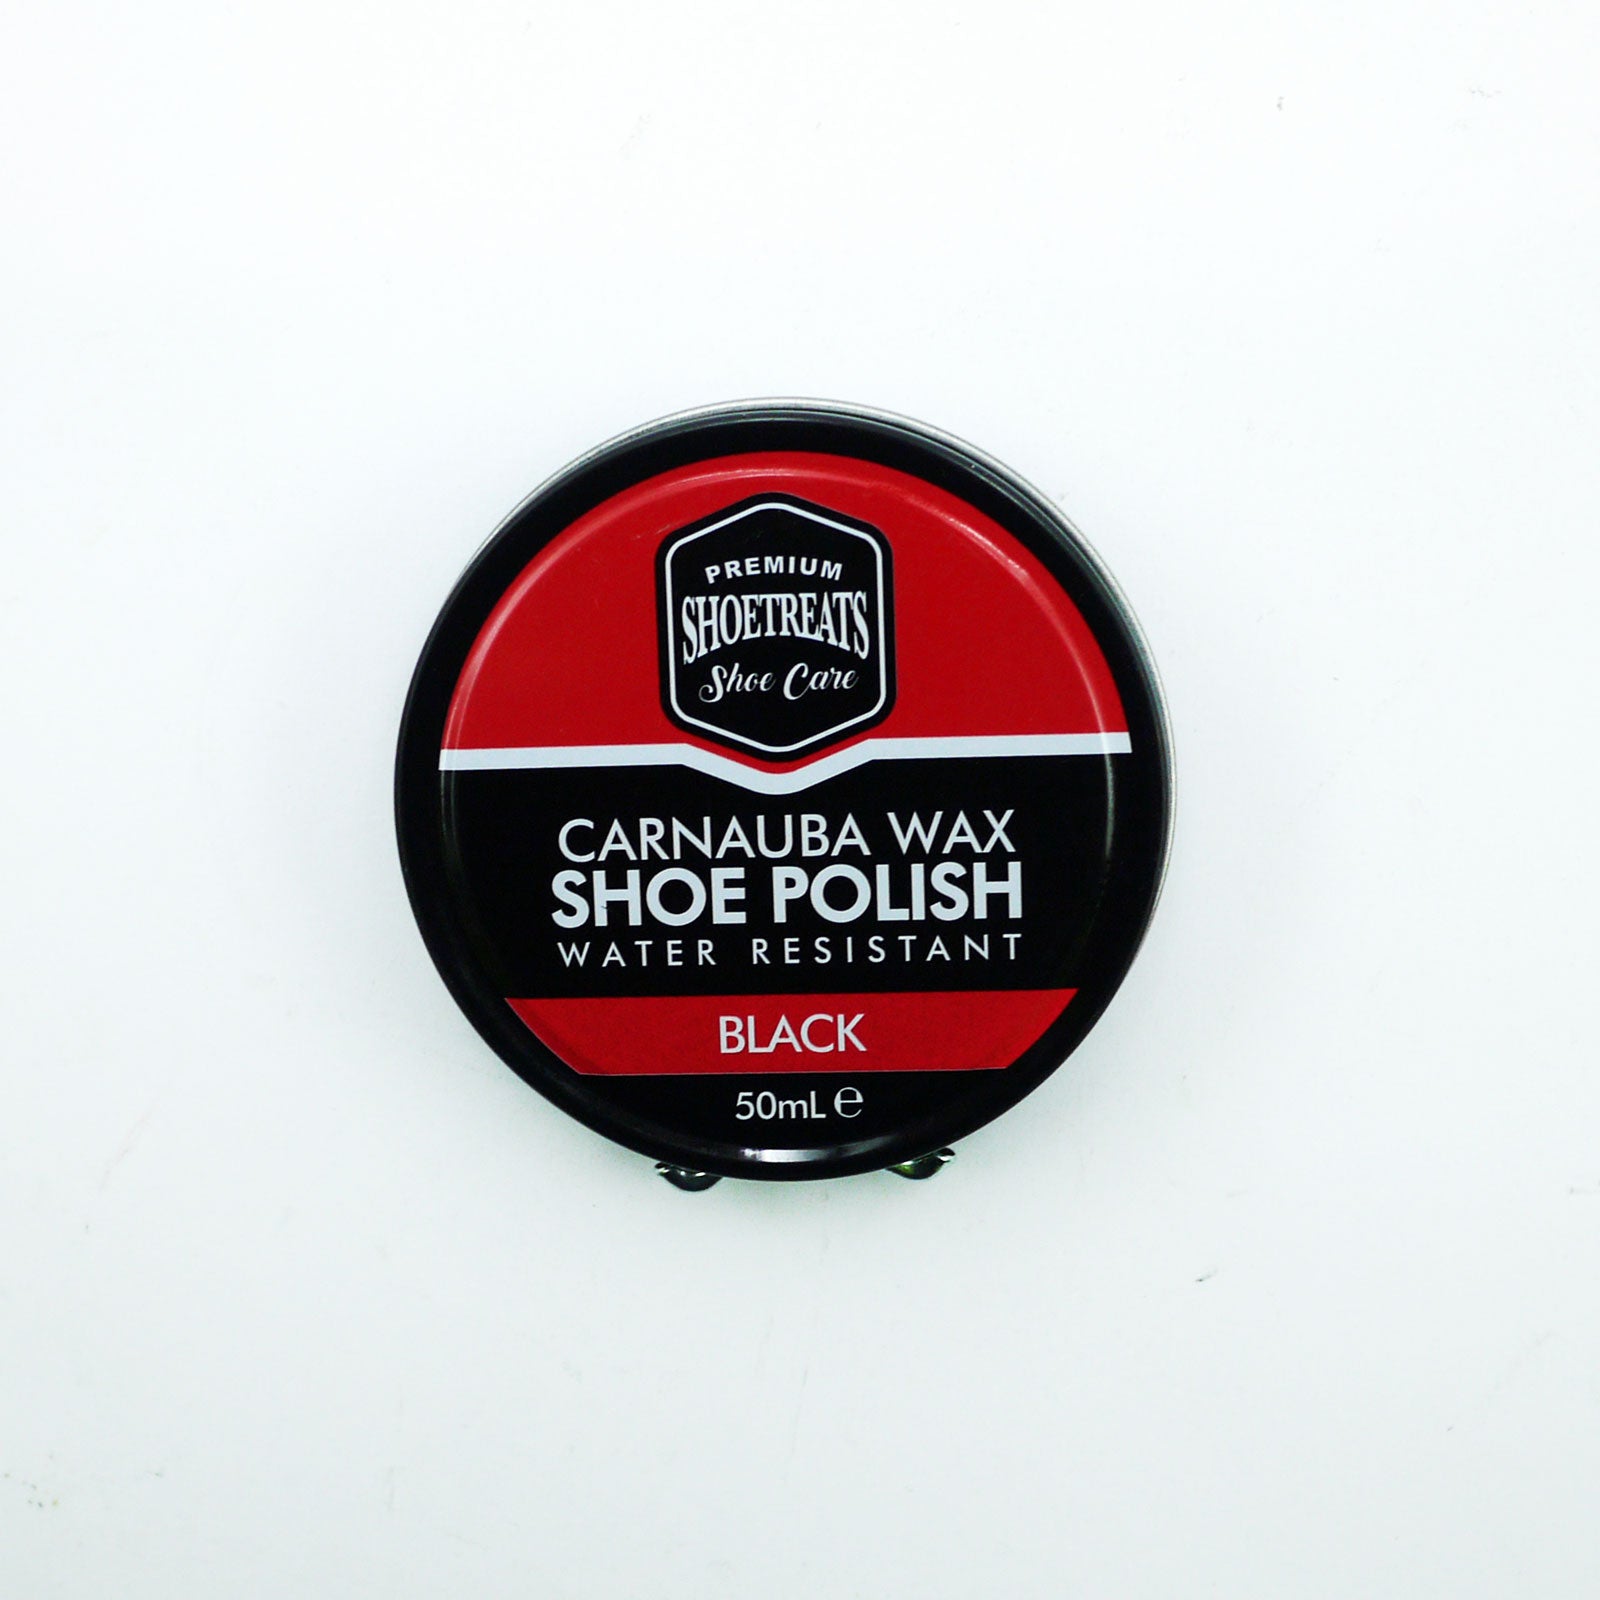 PREMIUM
SHOETREATS
Shoe Care
CARNAUBA WAX
SHOE POLISH
WATER RESISTANT
BLACK
50mL ℮